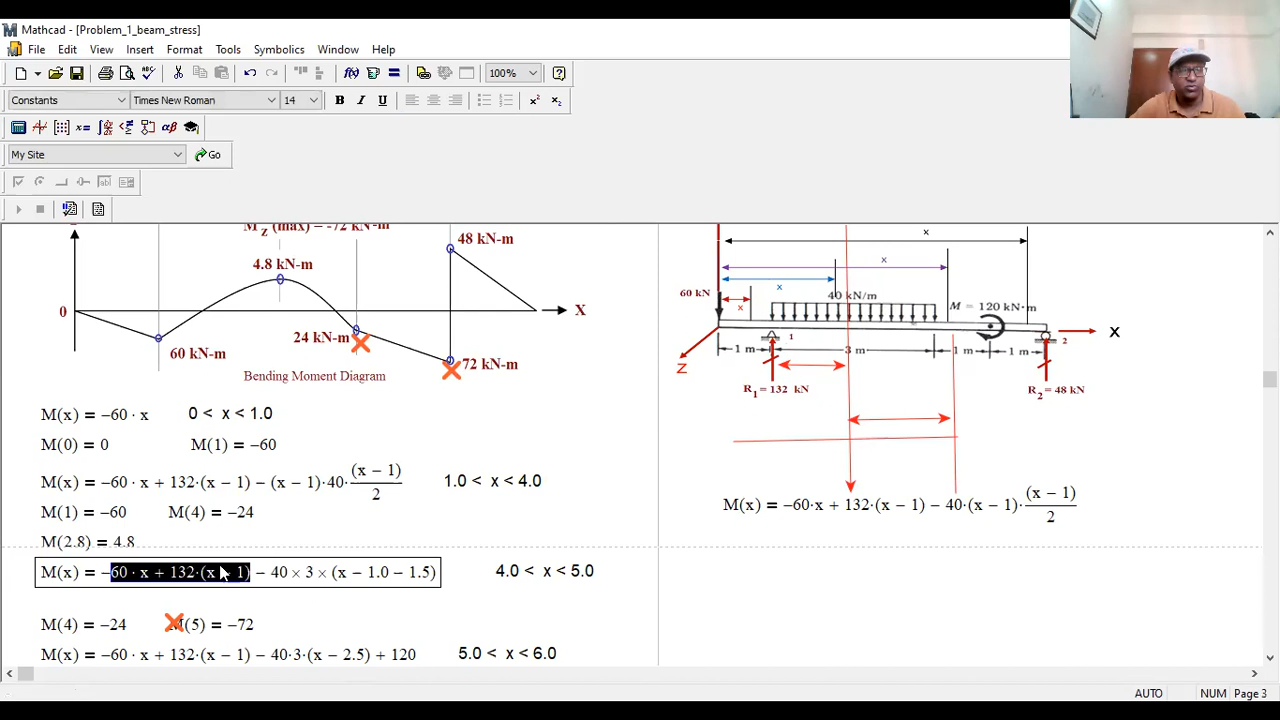 Mathcad - [Problem_1_beam_stress]
File Edit View Insert Format Tools Symbolics Window Help
100%
Constants Times New Roman 14 B I U
My Site Go
M z (max) = -72 kN-m
48 kN-m
4.8 kN-m
0
X
24 kN-m
60 kN-m
72 kN-m
Bending Moment Diagram
M(x) = −60 · x 0 < x < 1.0
M(0) = 0 M(1) = −60
M(x) = −60 · x + 132·(x − 1) − (x − 1)·40· (x − 1) / 2 1.0 < x < 4.0
M(1) = −60 M(4) = −24
M(2.8) = 4.8
M(x) = −60 · x + 132·(x − 1) − 40 × 3 × (x − 1.0 − 1.5) 4.0 < x < 5.0
M(4) = −24 M(5) = −72
M(x) = −60 · x + 132·(x − 1) − 40·3·(x − 2.5) + 120 5.0 < x < 6.0
x
x
x
60 kN x 40 kN/m M = 120 kN·m
x
1 2
z 1 m 3 m 1 m 1 m
R1 = 132 kN R2 = 48 kN
M(x) = −60·x + 132·(x − 1) − 40·(x − 1)· (x − 1) / 2
AUTO NUM Page 3